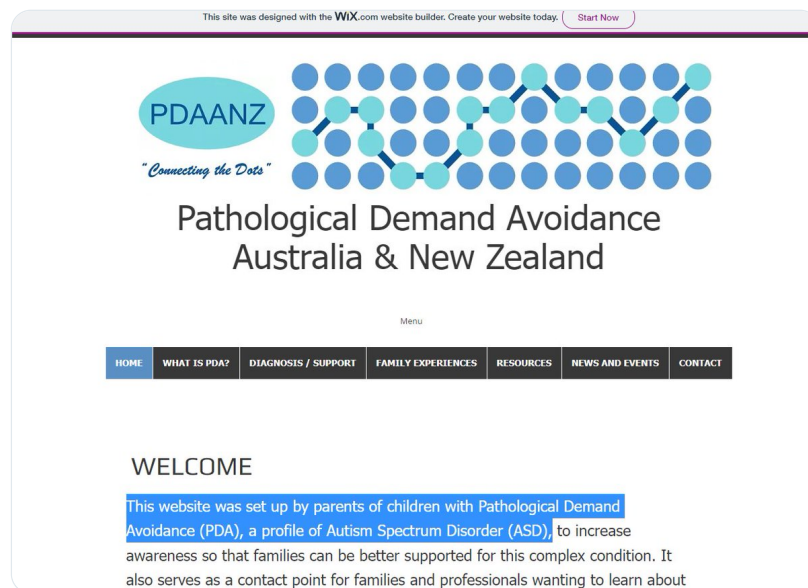 This site was designed with the WiX.com website builder. Create your website today. Start Now
PDAANZ
"Connecting the Dots"
Pathological Demand Avoidance
Australia & New Zealand
Menu
HOME WHAT IS PDA? DIAGNOSIS / SUPPORT FAMILY EXPERIENCES RESOURCES NEWS AND EVENTS CONTACT
WELCOME
This website was set up by parents of children with Pathological Demand
Avoidance (PDA), a profile of Autism Spectrum Disorder (ASD), to increase
awareness so that families can be better supported for this complex condition. It
also serves as a contact point for families and professionals wanting to learn about